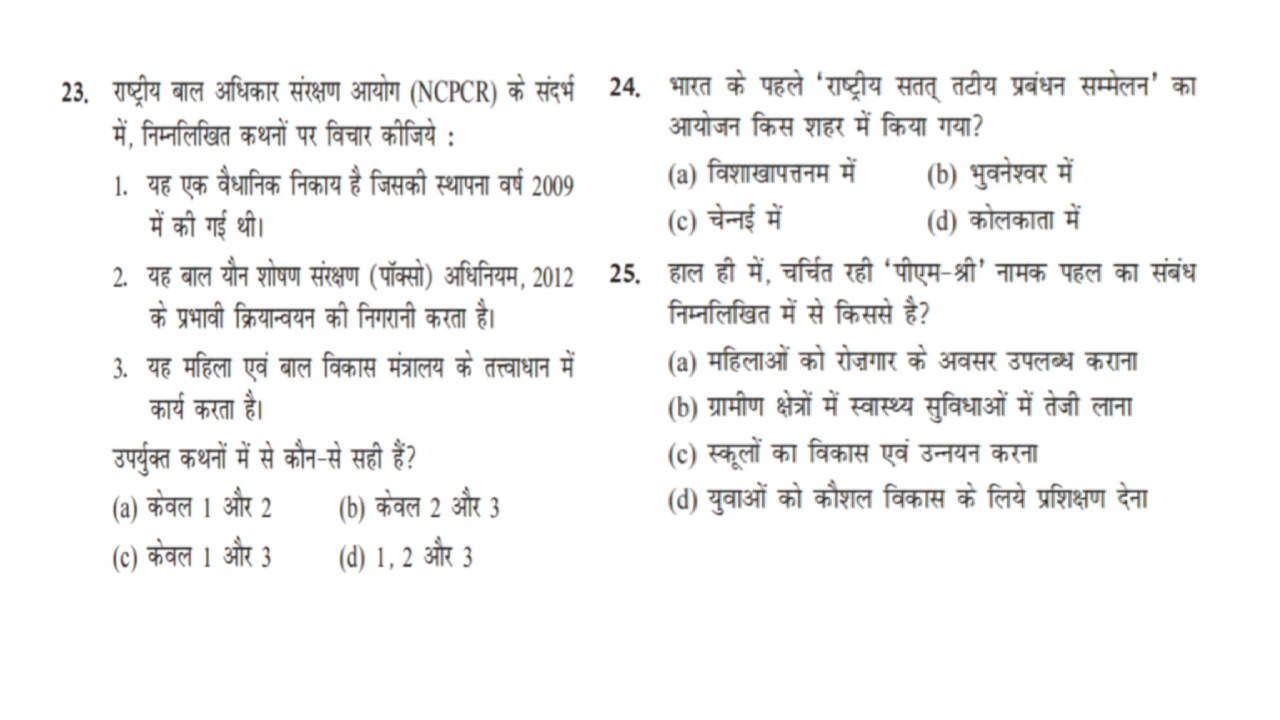 23. राष्ट्रीय बाल अधिकार संरक्षण आयोग (NCPCR) के संदर्भ
में, निम्नलिखित कथनों पर विचार कीजिये :
1. यह एक वैधानिक निकाय है जिसकी स्थापना वर्ष 2009
में की गई थी।
2. यह बाल यौन शोषण संरक्षण (पॉक्सो) अधिनियम, 2012
के प्रभावी क्रियान्वयन की निगरानी करता है।
3. यह महिला एवं बाल विकास मंत्रालय के तत्त्वाधान में
कार्य करता है।
उपर्युक्त कथनों में से कौन-से सही हैं?
(a) केवल 1 और 2 (b) केवल 2 और 3
(c) केवल 1 और 3 (d) 1, 2 और 3
24. भारत के पहले ‘राष्ट्रीय सतत् तटीय प्रबंधन सम्मेलन’ का
आयोजन किस शहर में किया गया?
(a) विशाखापत्तनम में (b) भुवनेश्वर में
(c) चेन्नई में (d) कोलकाता में
25. हाल ही में, चर्चित रही ‘पीएम-श्री’ नामक पहल का संबंध
निम्नलिखित में से किससे है?
(a) महिलाओं को रोज़गार के अवसर उपलब्ध कराना
(b) ग्रामीण क्षेत्रों में स्वास्थ्य सुविधाओं में तेजी लाना
(c) स्कूलों का विकास एवं उन्नयन करना
(d) युवाओं को कौशल विकास के लिये प्रशिक्षण देना